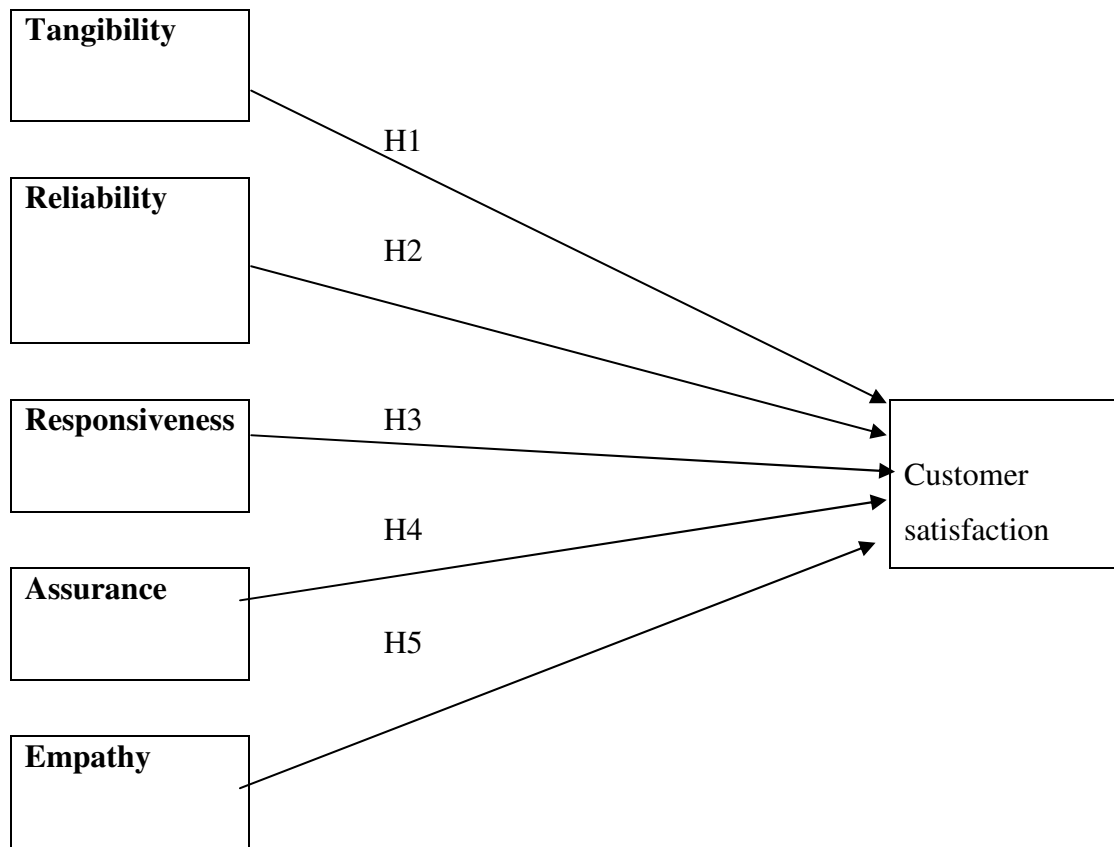 Tangibility
H1
Reliability
H2
Responsiveness
H3
Customer
satisfaction
H4
Assurance
H5
Empathy